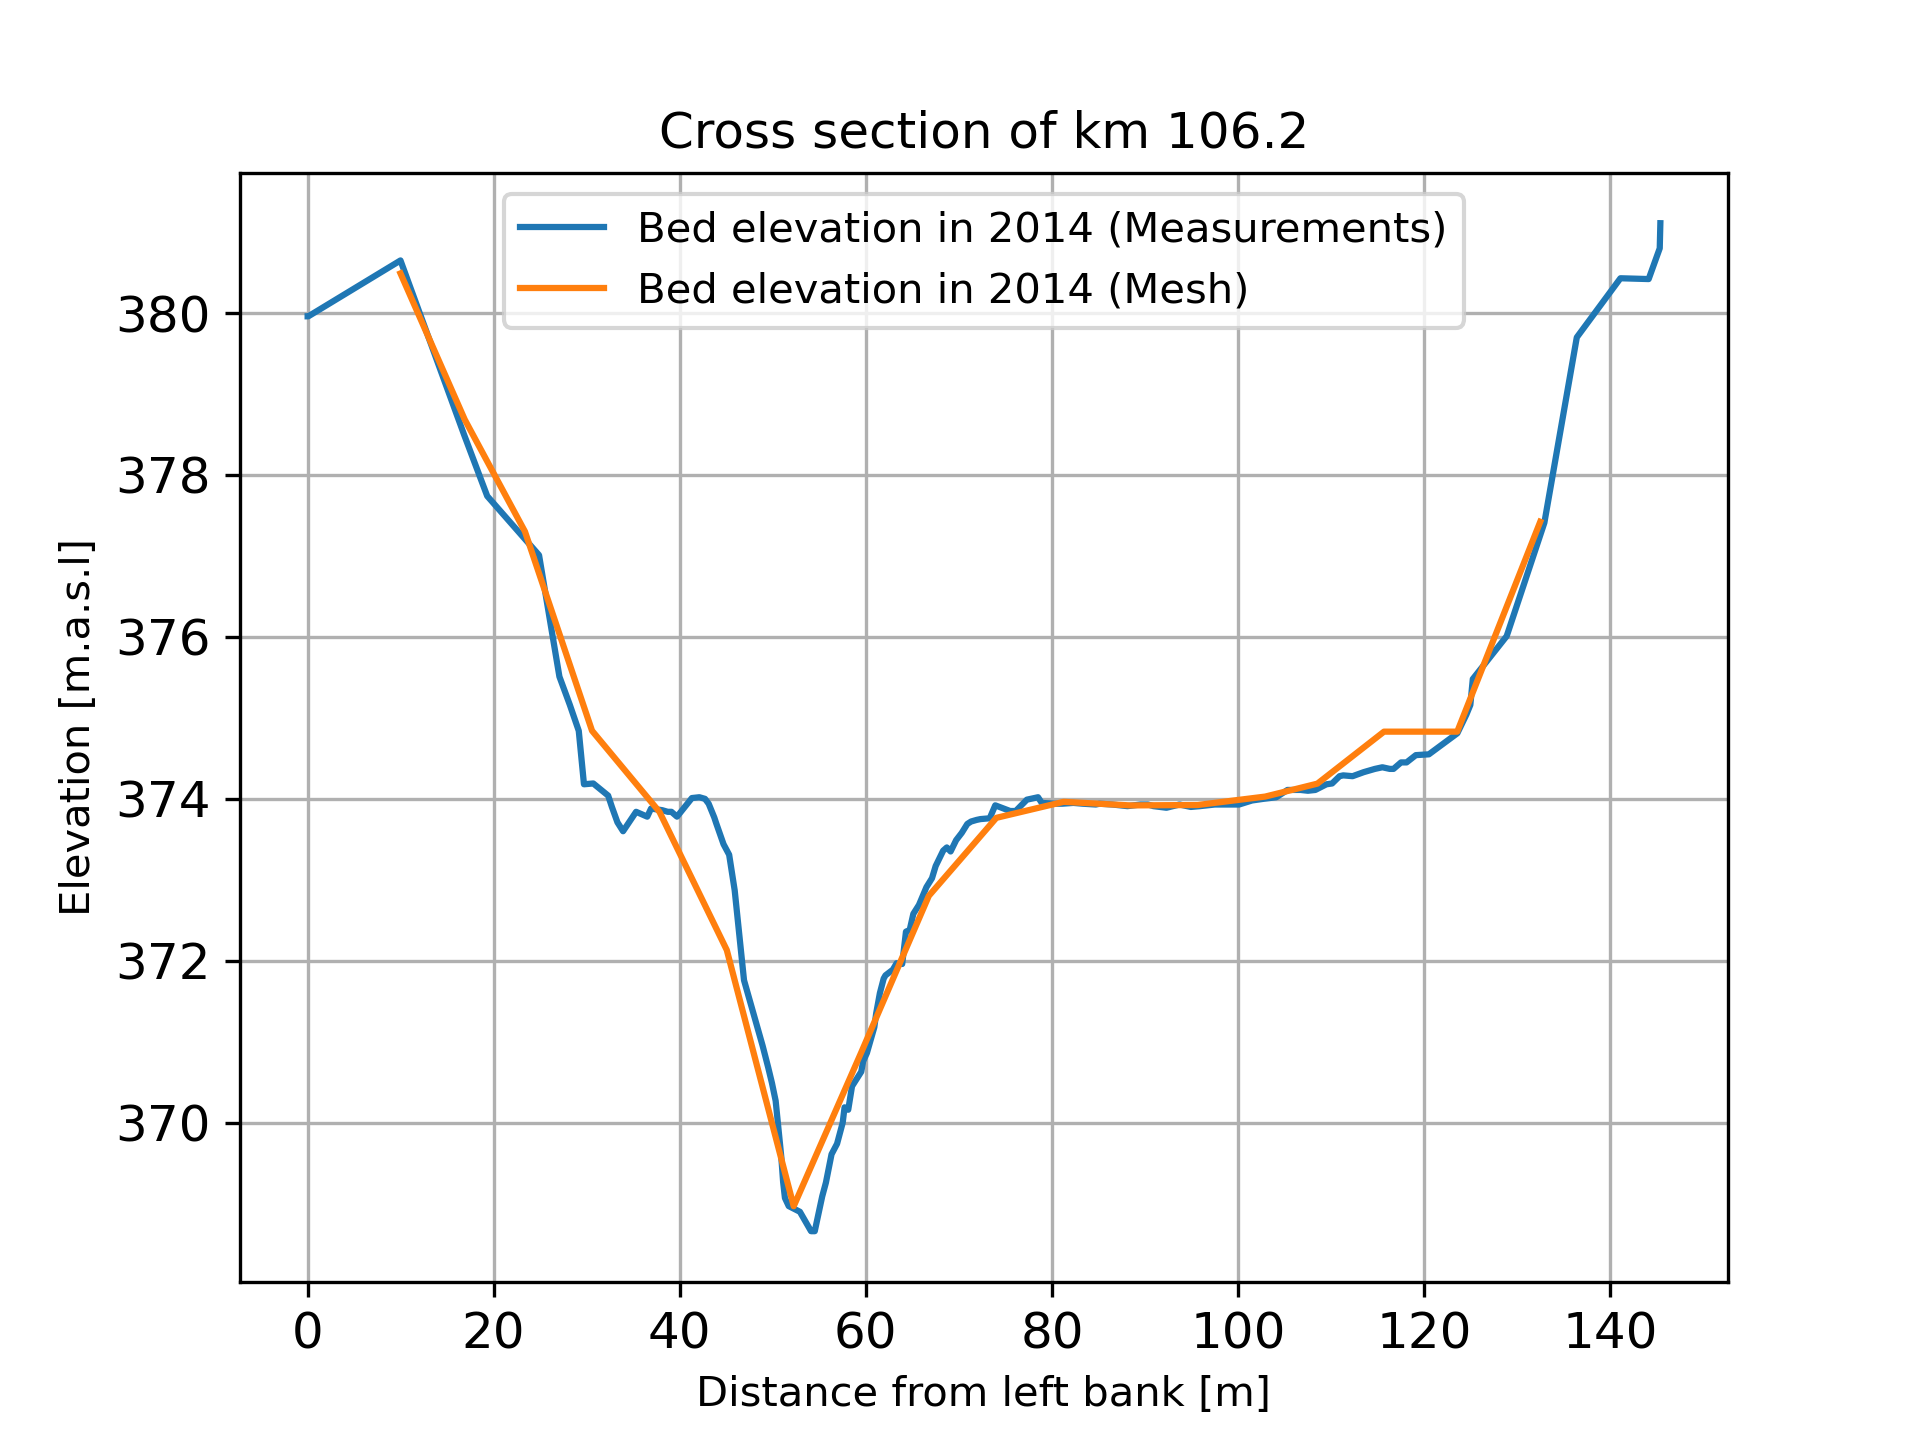 Cross section of km 106.2
Bed elevation in 2014 (Measurements)
Bed elevation in 2014 (Mesh)
Elevation [m.a.s.l]
380
378
376
374
372
370
0 20 40 60 80 100 120 140
Distance from left bank [m]